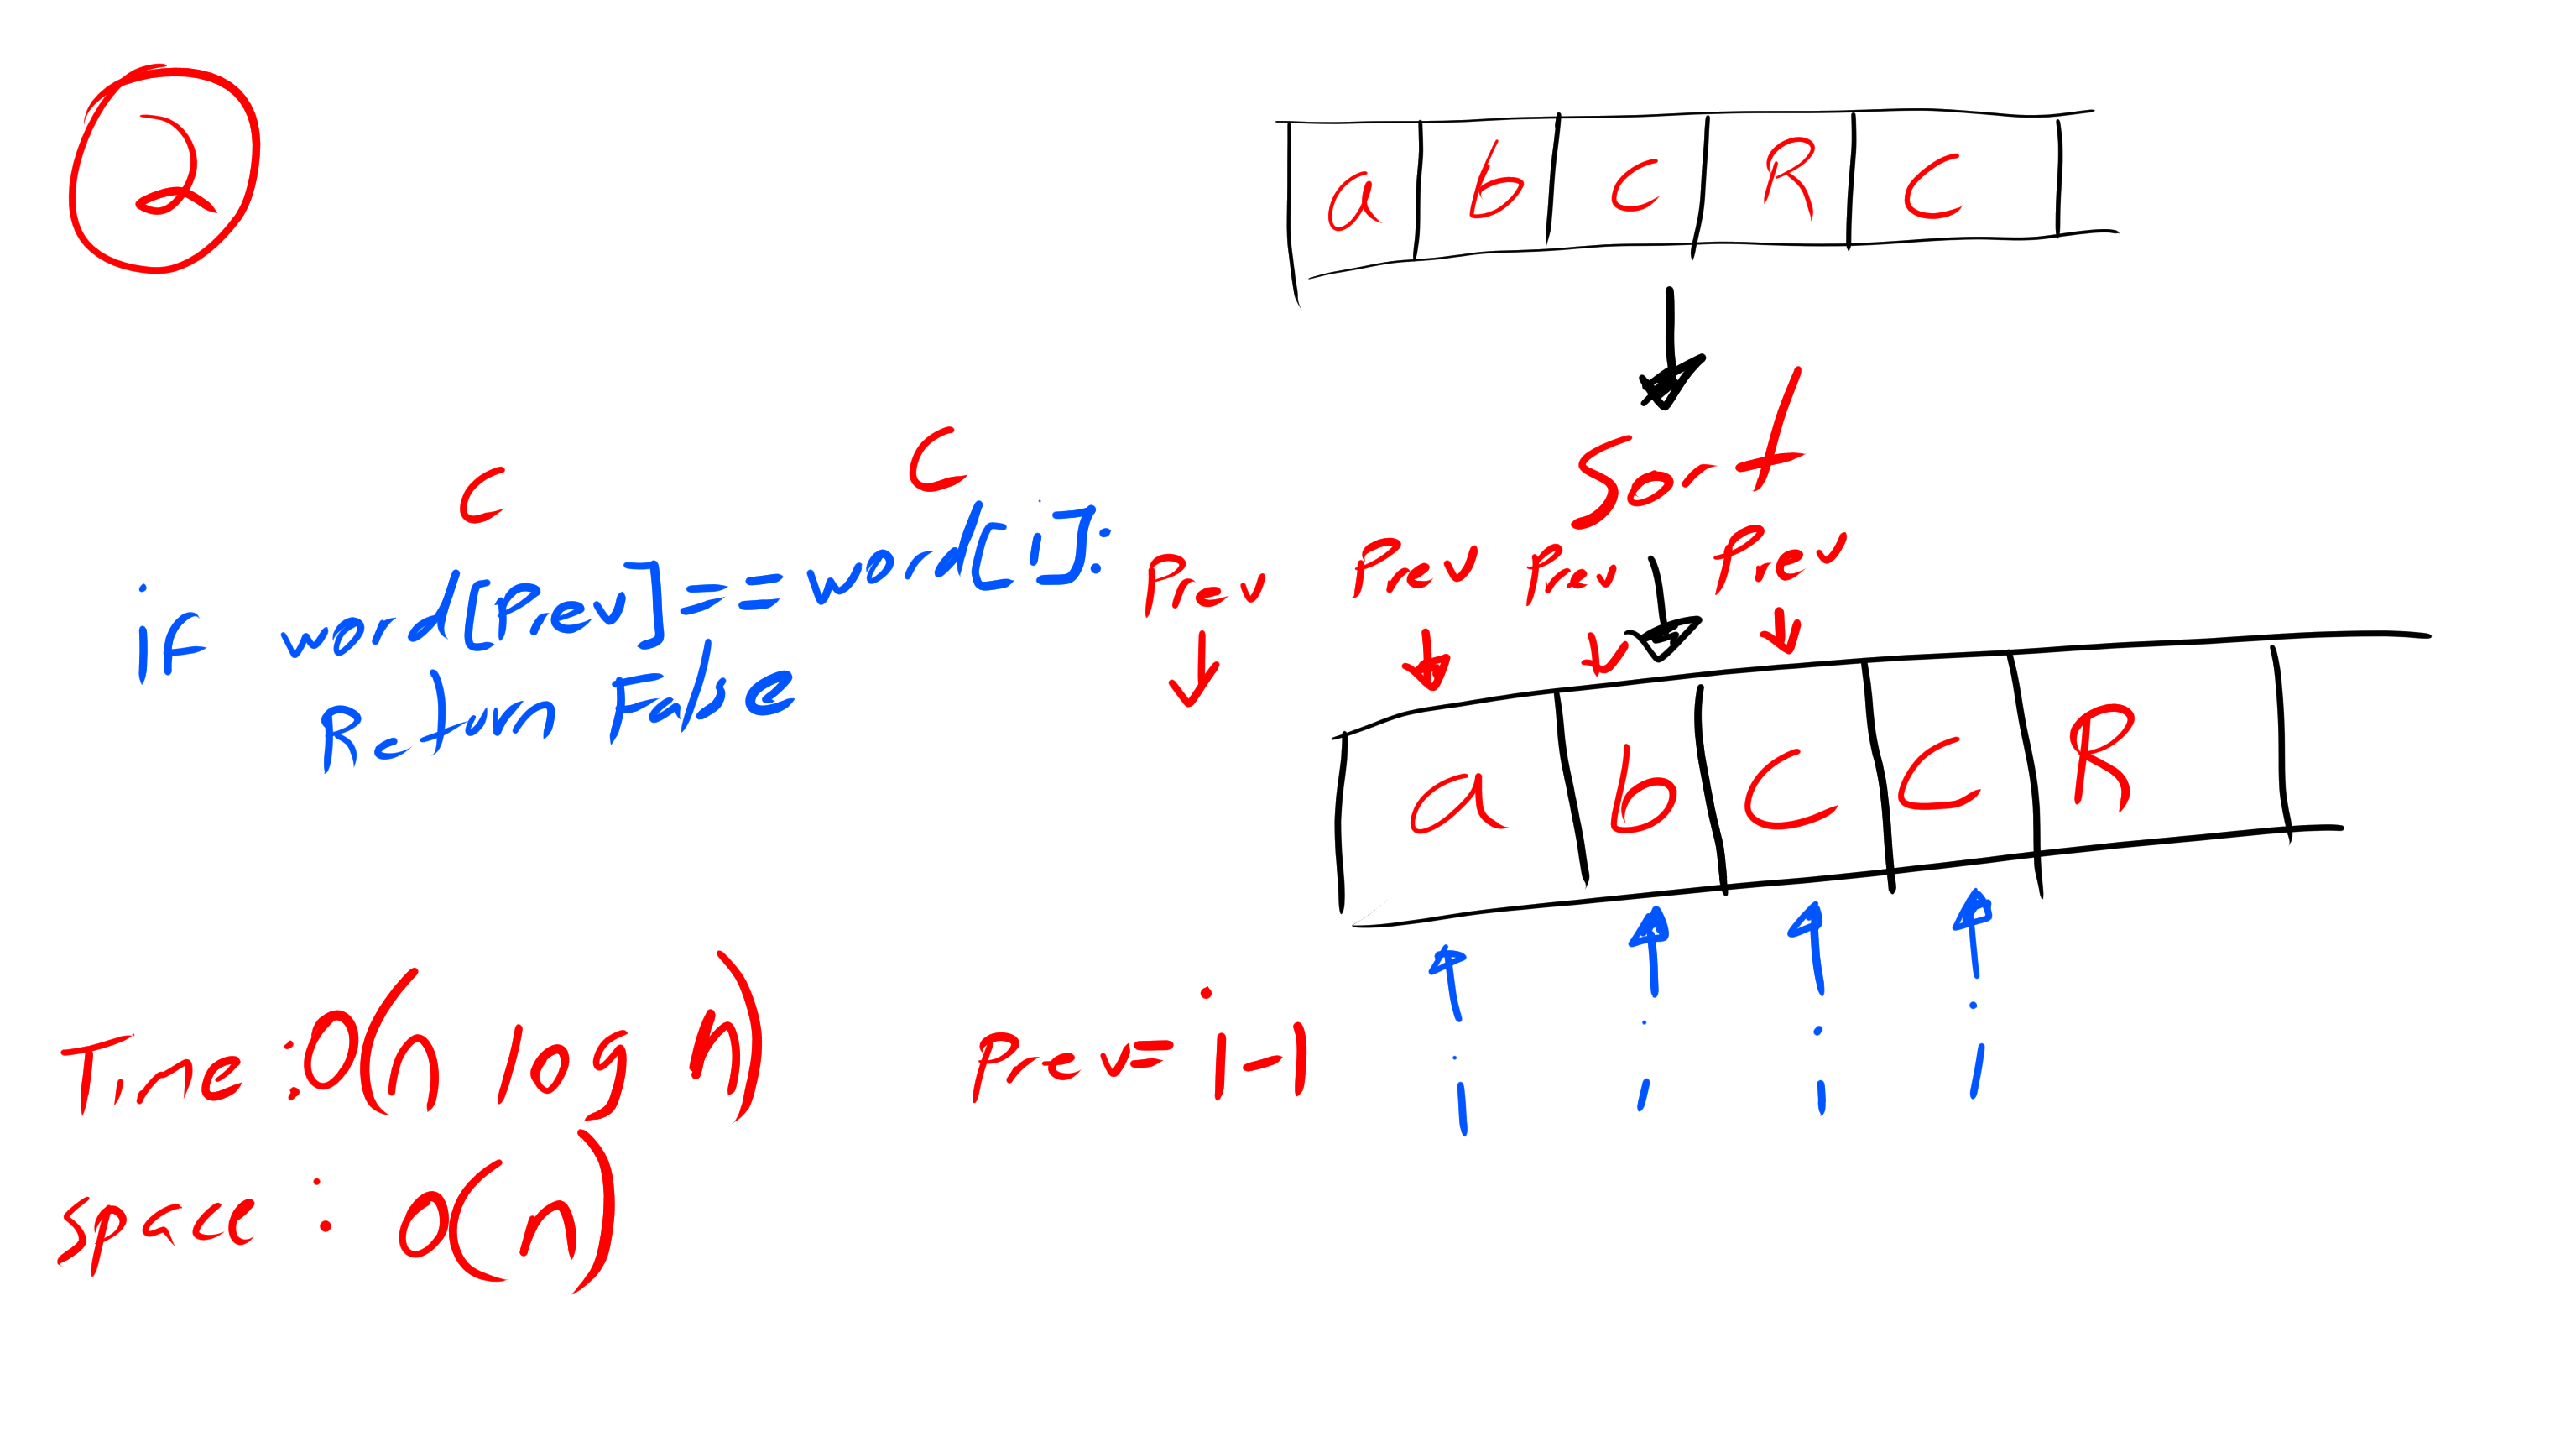 2
a b c R c
Sort
c c
if word[Prev]==word[i]:
Return False
Prev Prev Prev Prev
a b c c R
i i i i
Prev=i-1
Time:O(n log n)
space : O(n)